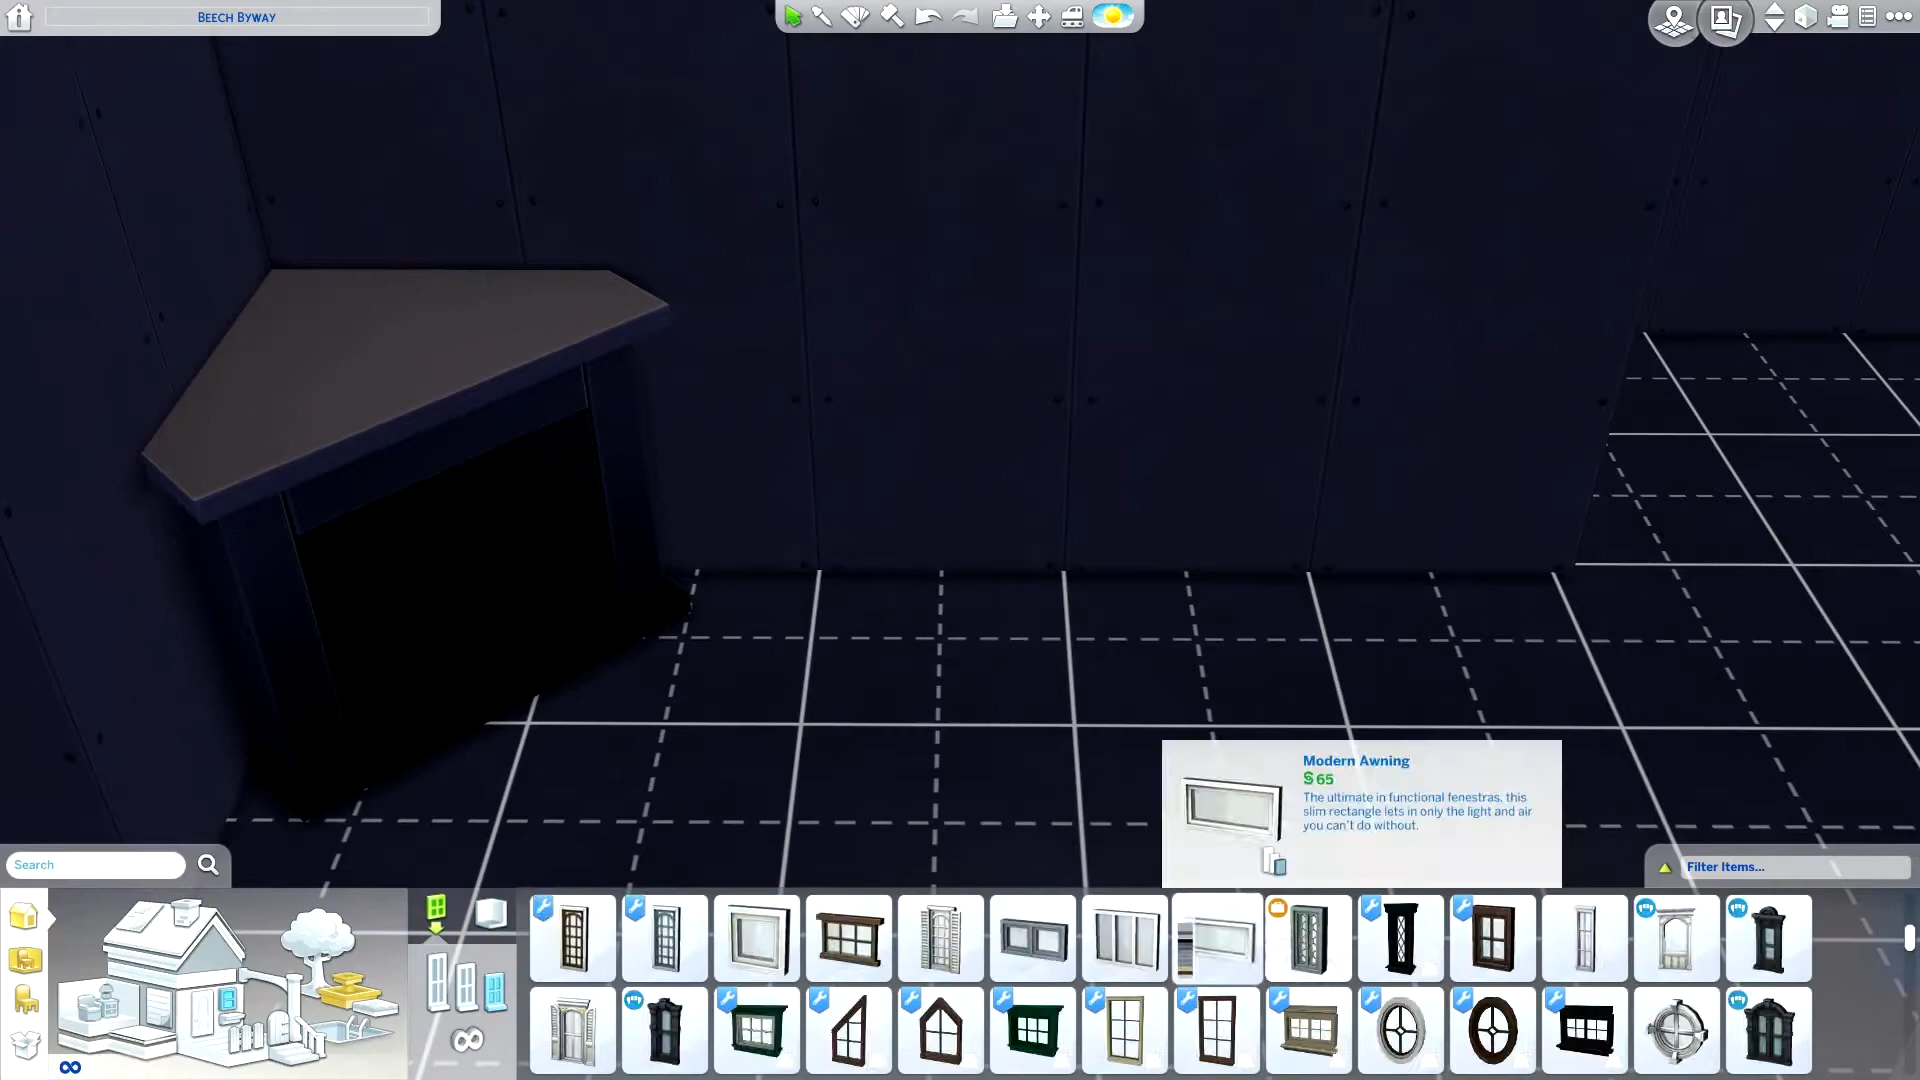 Beech Byway
Modern Awning
§65
The ultimate in functional fenestras, this
slim rectangle lets in only the light and air
you can't do without.
Search
Filter Items...